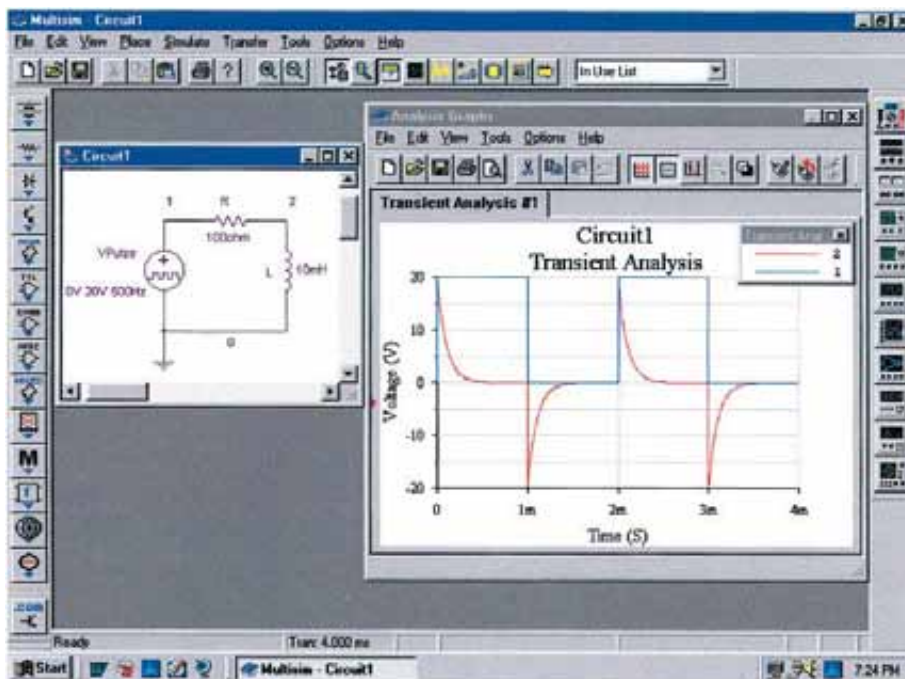 Multisim - Circuit1
File Edit View Place Simulate Transfer Tools Options Help
In Use List
Analysis Graphs
File Edit View Tools Options Help
Circuit1
1 R 2
100ohm
VPulse
L 10mH
0V 20V 500Hz
0
Transient Analysis #1
Circuit1
Transient Analysis
2
1
Voltage (V)
20
10
0
-10
-20
0 1m 2m 3m 4m
Time (S)
M
.COM
Ready Tran: 4.000 ms
Start Multisim - Circuit1 7:24 PM